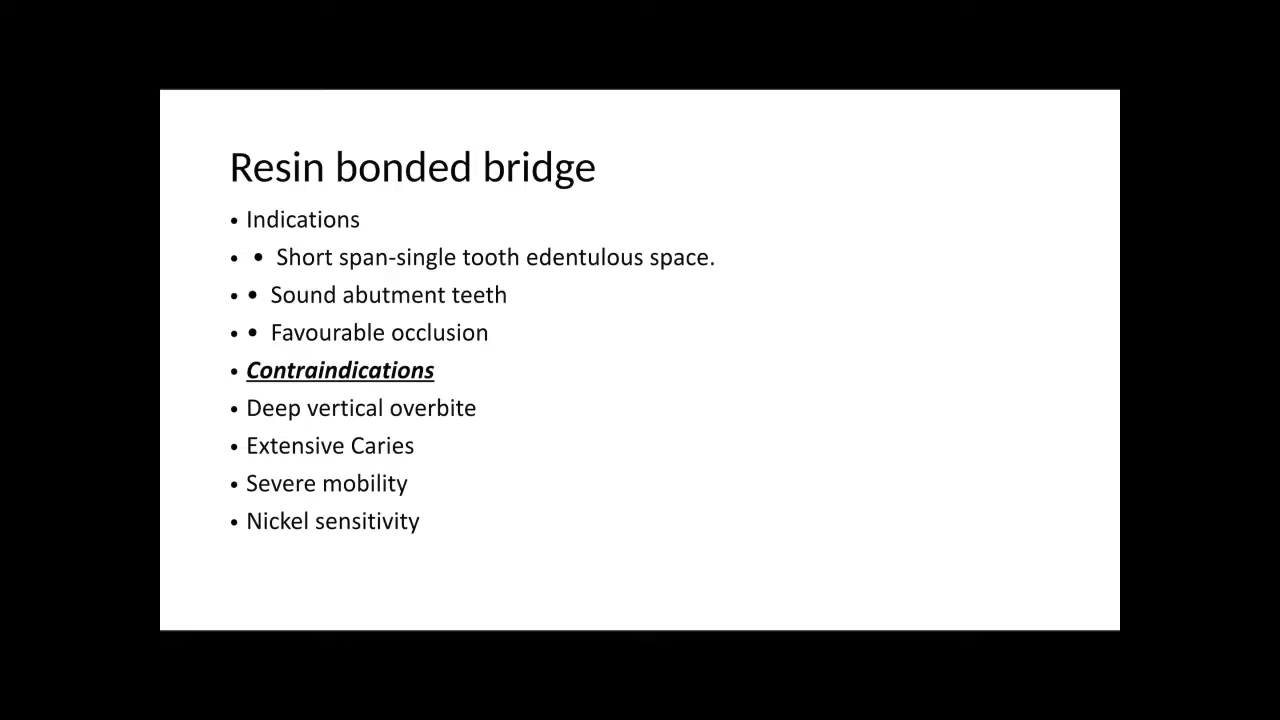 Resin bonded bridge
• Indications
• • Short span-single tooth edentulous space.
• • Sound abutment teeth
• • Favourable occlusion
• Contraindications
• Deep vertical overbite
• Extensive Caries
• Severe mobility
• Nickel sensitivity